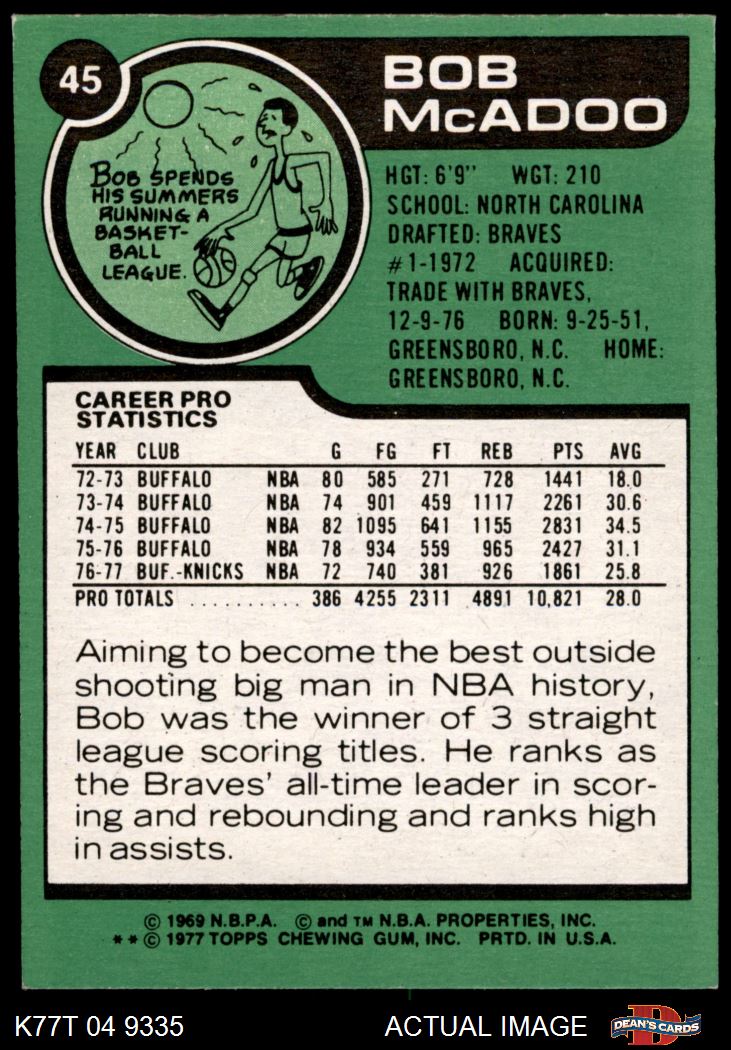 45
BOB
McADOO
BOB SPENDS
HIS SUMMERS
RUNNING A
BASKET-
BALL
LEAGUE.
HGT: 6'9" WGT: 210
SCHOOL: NORTH CAROLINA
DRAFTED: BRAVES
#1-1972 ACQUIRED:
TRADE WITH BRAVES,
12-9-76 BORN: 9-25-51,
GREENSBORO, N.C. HOME:
GREENSBORO, N.C.
CAREER PRO
STATISTICS
YEAR CLUB G FG FT REB PTS AVG
72-73 BUFFALO NBA 80 585 271 728 1441 18.0
73-74 BUFFALO NBA 74 901 459 1117 2261 30.6
74-75 BUFFALO NBA 82 1095 641 1155 2831 34.5
75-76 BUFFALO NBA 78 934 559 965 2427 31.1
76-77 BUF.-KNICKS NBA 72 740 381 926 1861 25.8
PRO TOTALS .......... 386 4255 2311 4891 10,821 28.0
Aiming to become the best outside
shooting big man in NBA history,
Bob was the winner of 3 straight
league scoring titles. He ranks as
the Braves' all-time leader in scor-
ing and rebounding and ranks high
in assists.
© 1969 N.B.P.A. © and TM N.B.A. PROPERTIES, INC.
**© 1977 TOPPS CHEWING GUM, INC. PRTD. IN U.S.A.
K77T 04 9335 ACTUAL IMAGE DEAN'S CARDS